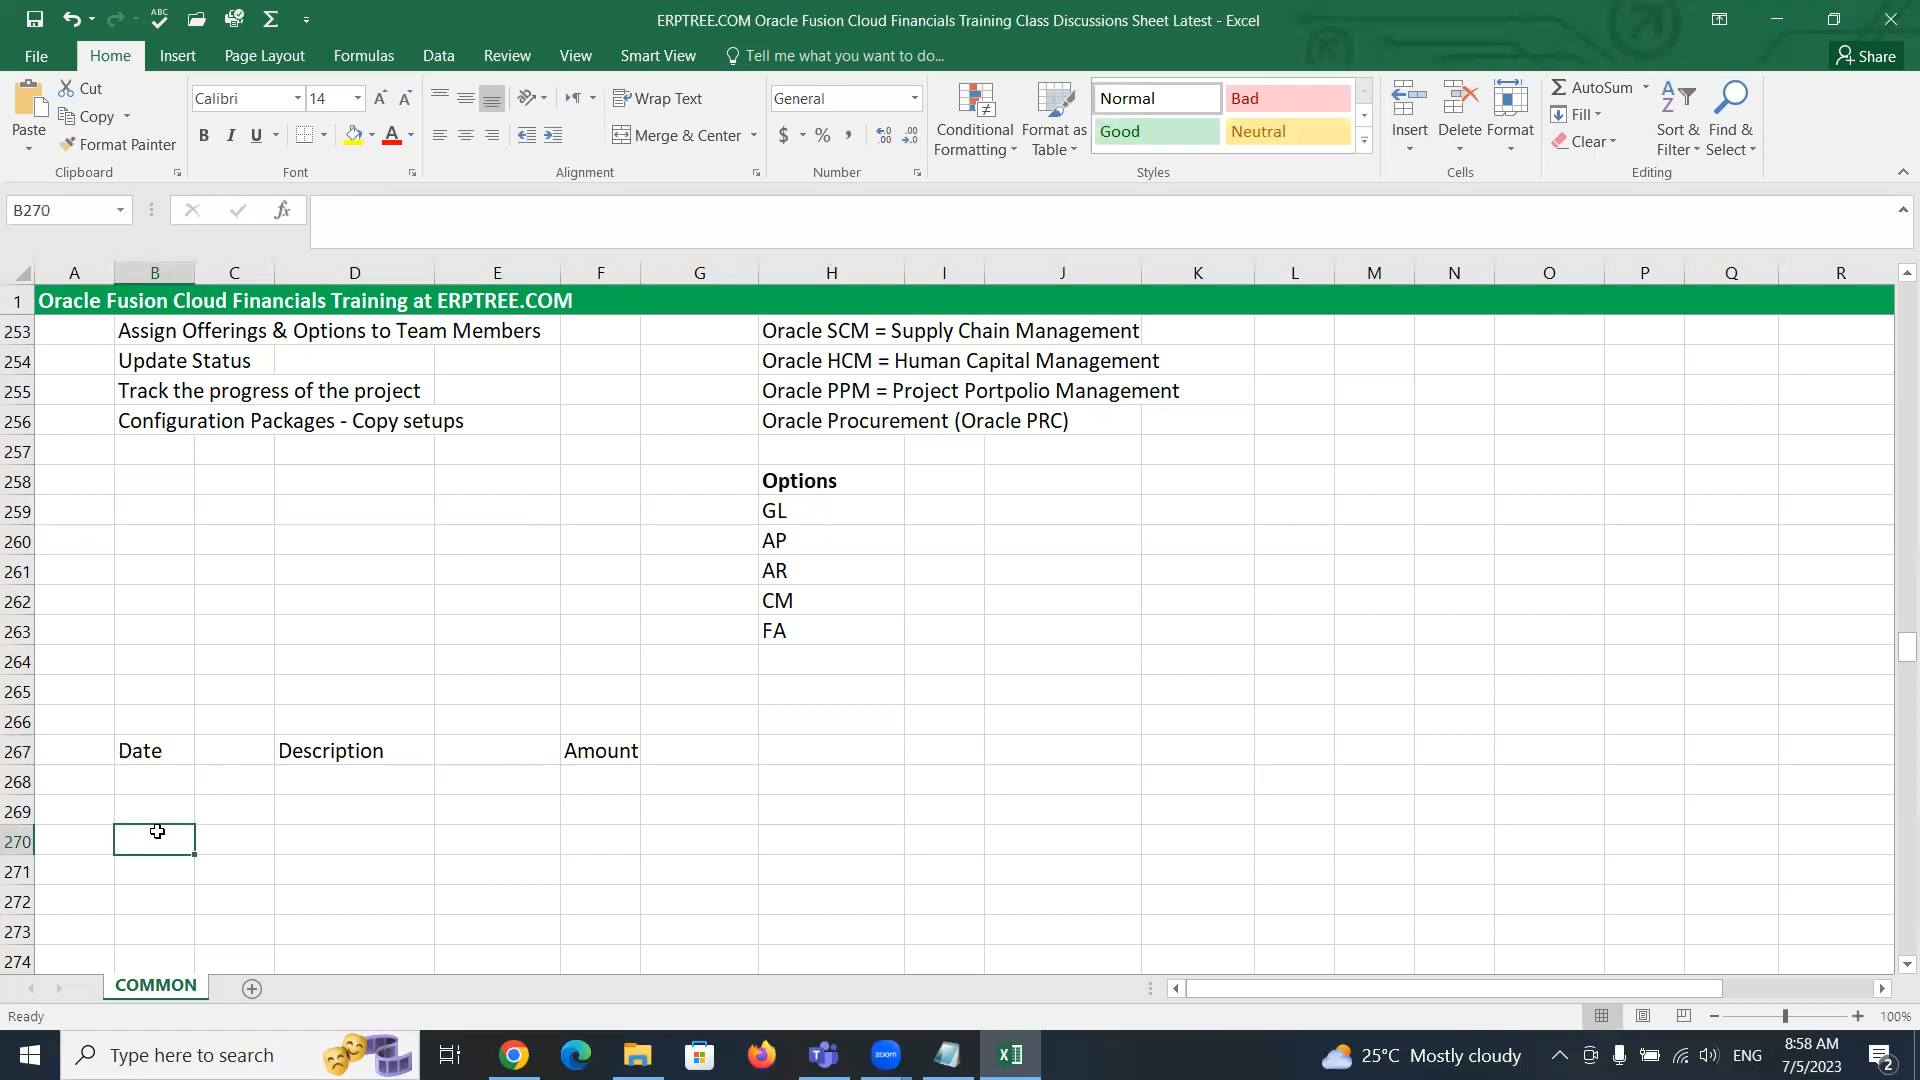 ERPTREE.COM Oracle Fusion Cloud Financials Training Class Discussions Sheet Latest - Excel
File Home Insert Page Layout Formulas Data Review View Smart View Tell me what you want to do... Share
Paste Cut Copy Format Painter Clipboard
Calibri 14 B I U A A A Font
Wrap Text Merge & Center Alignment
General $ % , Number
Conditional Formatting Format as Table Normal Bad Good Neutral Styles
Insert Delete Format Cells
AutoSum Fill Clear Sort & Filter Find & Select Editing
B270 fx
A B C D E F G H I J K L M N O P Q R
1 Oracle Fusion Cloud Financials Training at ERPTREE.COM
253 Assign Offerings & Options to Team Members Oracle SCM = Supply Chain Management
254 Update Status Oracle HCM = Human Capital Management
255 Track the progress of the project Oracle PPM = Project Portpolio Management
256 Configuration Packages - Copy setups Oracle Procurement (Oracle PRC)
257
258 Options
259 GL
260 AP
261 AR
262 CM
263 FA
264
265
266
267 Date Description Amount
268
269
270
271
272
273
274
COMMON
Ready 100%
Type here to search zoom 25°C Mostly cloudy ENG 8:58 AM
7/5/2023 2